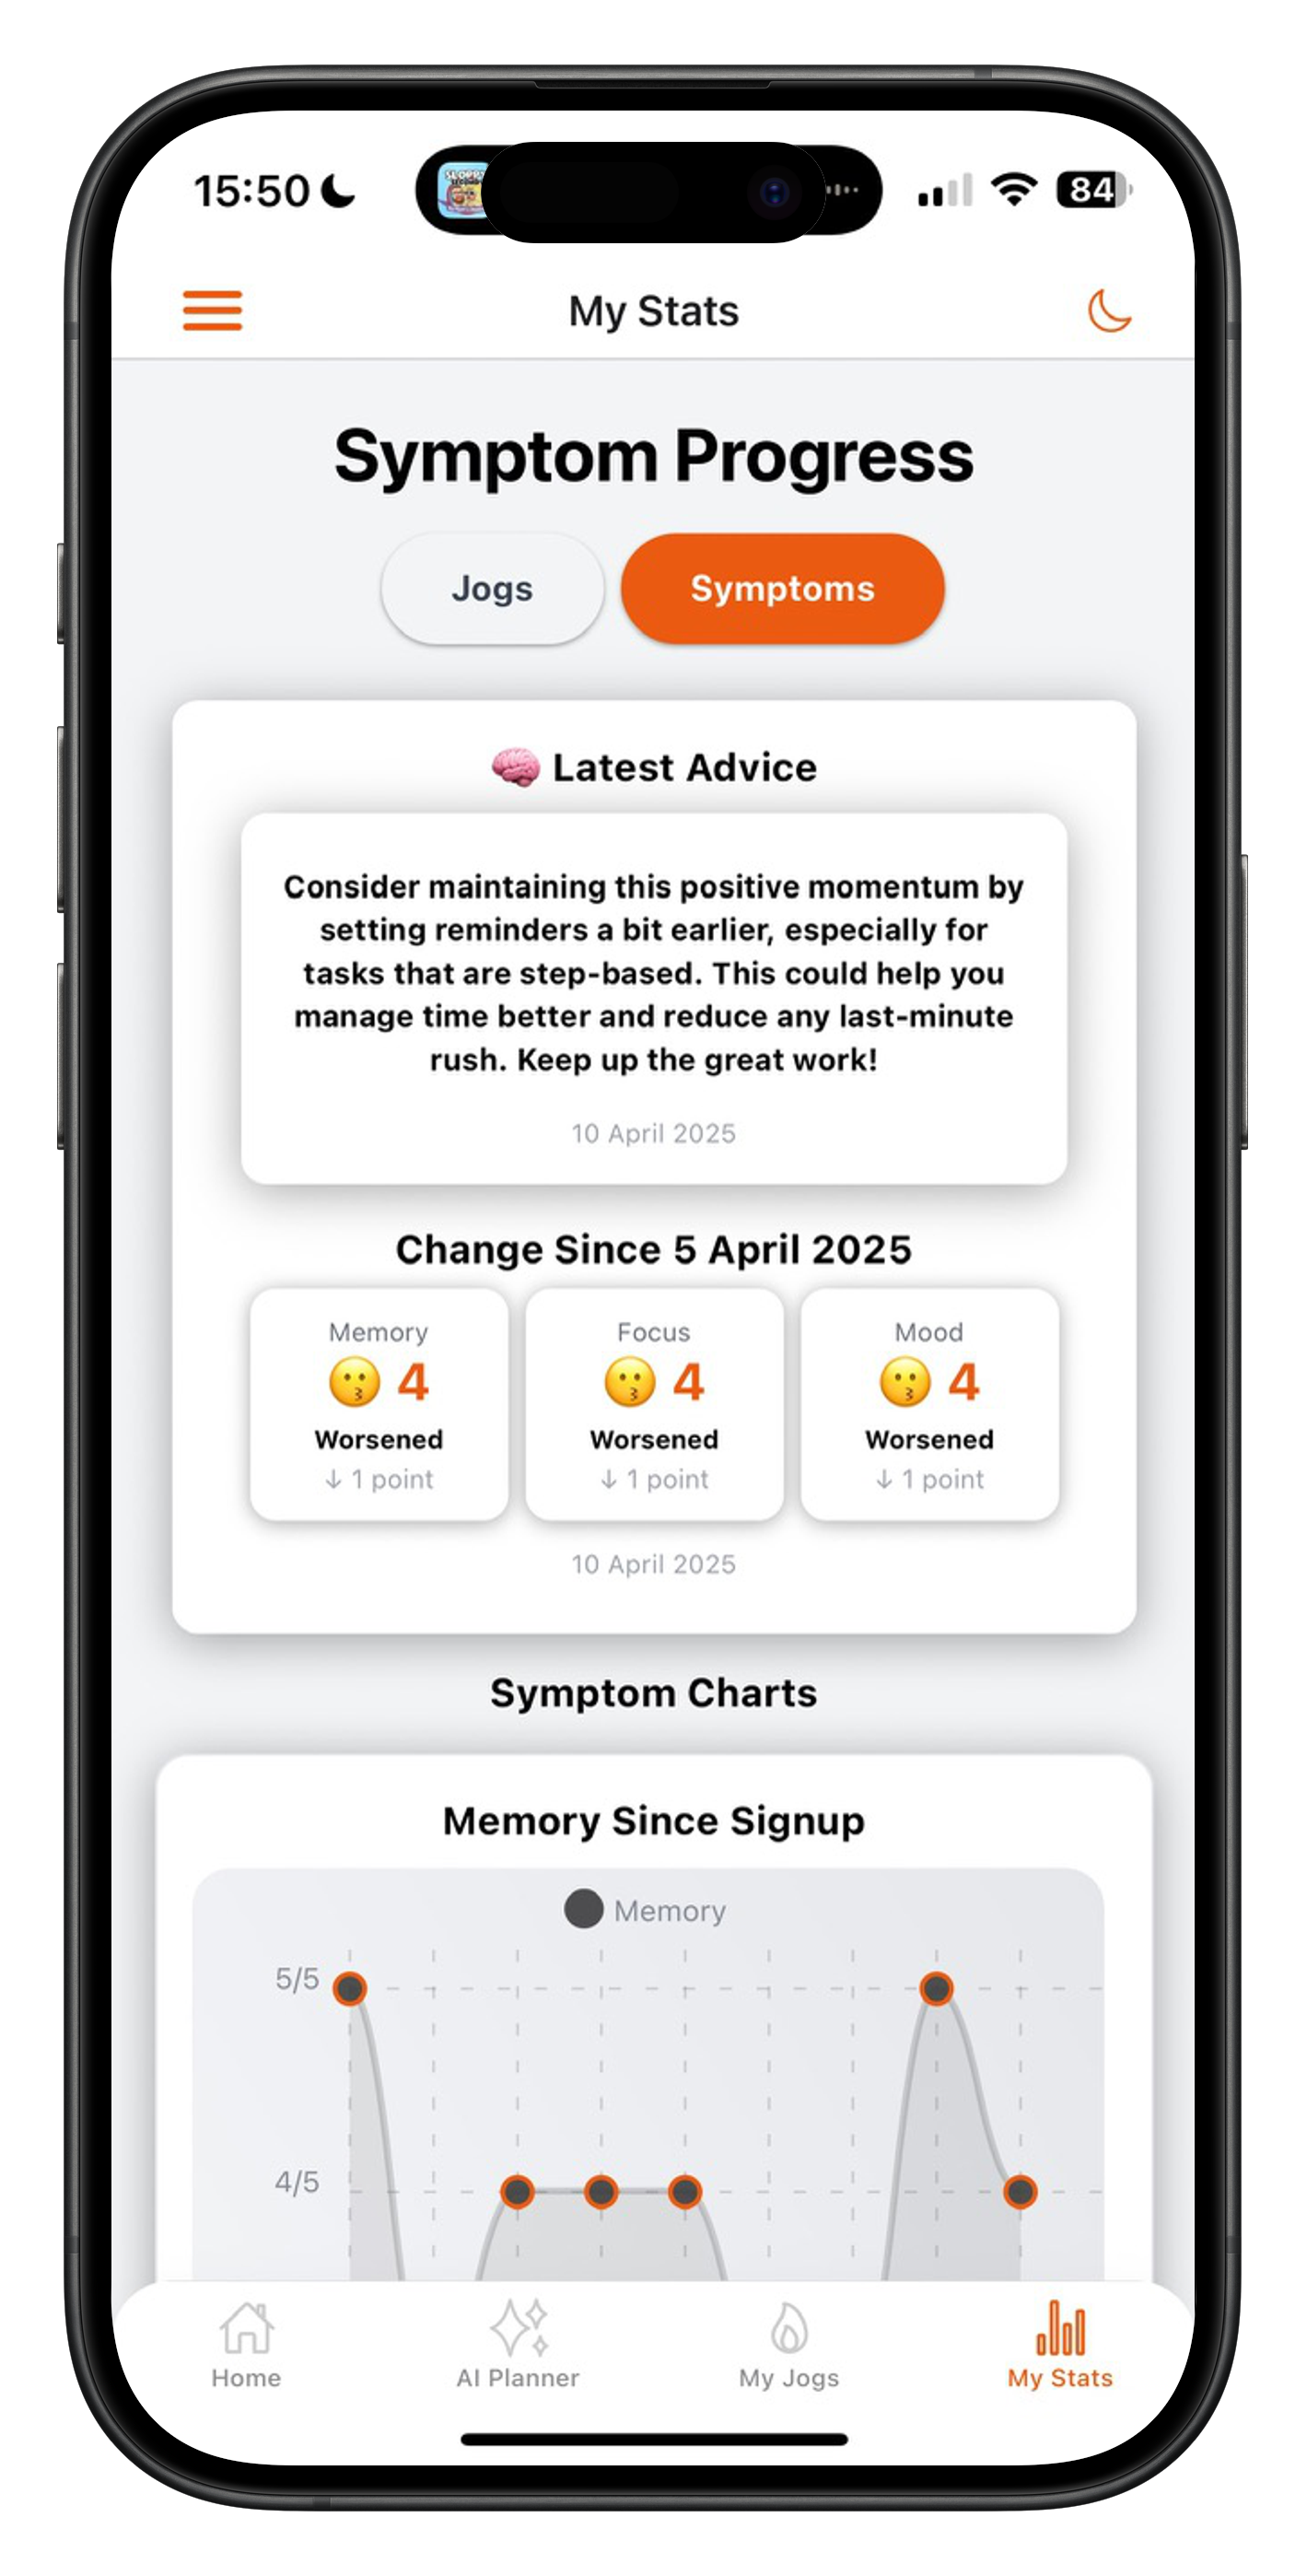 15:50
84
My Stats
Symptom Progress
Jogs
Symptoms
Latest Advice
Consider maintaining this positive momentum by
setting reminders a bit earlier, especially for
tasks that are step-based. This could help you
manage time better and reduce any last-minute
rush. Keep up the great work!
10 April 2025
Change Since 5 April 2025
Memory
4
Worsened
↓ 1 point
Focus
4
Worsened
↓ 1 point
Mood
4
Worsened
↓ 1 point
10 April 2025
Symptom Charts
Memory Since Signup
Memory
5/5
4/5
Home
AI Planner
My Jogs
My Stats